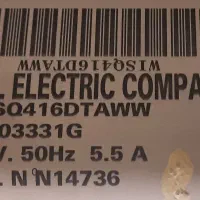 WISQ416DTAWW
L ELECTRIC COMPA
SQ416DTAWW
03331G
V. 50Hz 5.5 A
L N° N14736